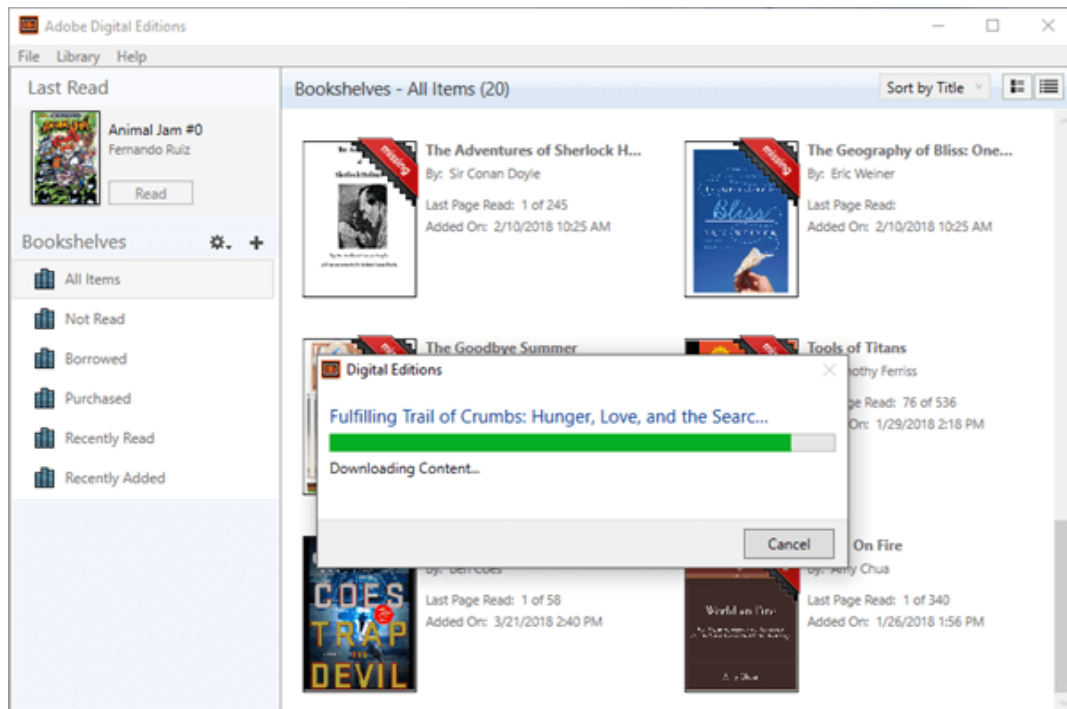 Adobe Digital Editions
File Library Help
Last Read
Animal Jam #0
Fernando Ruiz
Read
Bookshelves
All Items
Not Read
Borrowed
Purchased
Recently Read
Recently Added
Bookshelves - All Items (20)
Sort by Title
missing
The Adventures of Sherlock H...
By: Sir Conan Doyle
Last Page Read: 1 of 245
Added On: 2/10/2018 10:25 AM
missing
Bliss
The Geography of Bliss: One...
By: Eric Weiner
Last Page Read:
Added On: 2/10/2018 10:25 AM
The Goodbye Summer
Tools of Titans
othy Ferriss
ge Read: 76 of 536
On: 1/29/2018 2:18 PM
Digital Editions
Fulfilling Trail of Crumbs: Hunger, Love, and the Searc...
Downloading Content...
Cancel
COES
TRAP
THE
DEVIL
By: Ben Coes
Last Page Read: 1 of 58
Added On: 3/21/2018 2:40 PM
World on Fire
Amy Chua
On Fire
By: Amy Chua
Last Page Read: 1 of 340
Added On: 1/26/2018 1:56 PM